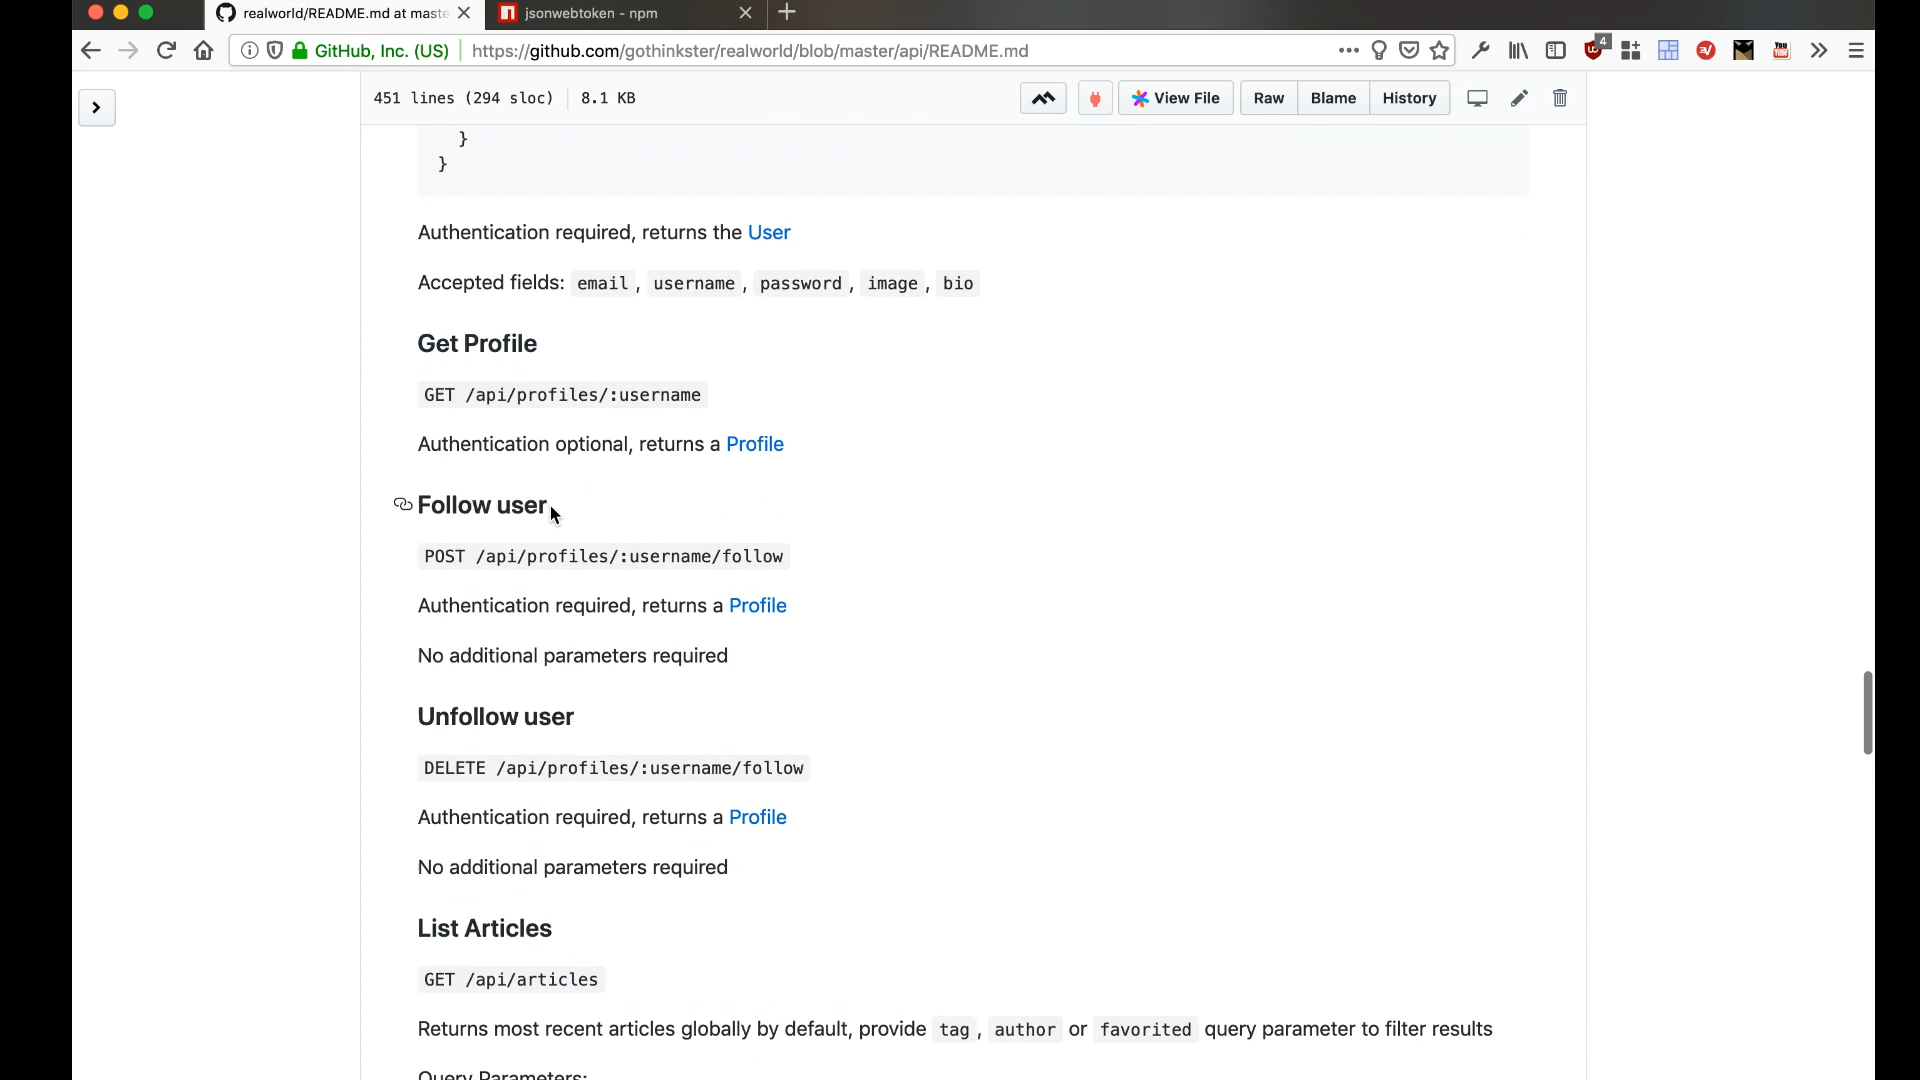 realworld/README.md at maste
jsonwebtoken - npm
GitHub, Inc. (US)
https://github.com/gothinkster/realworld/blob/master/api/README.md
4
451 lines (294 sloc)
8.1 KB
View File
Raw
Blame
History
}
}
Authentication required, returns the User
Accepted fields: email, username, password, image, bio
Get Profile
GET /api/profiles/:username
Authentication optional, returns a Profile
Follow user
POST /api/profiles/:username/follow
Authentication required, returns a Profile
No additional parameters required
Unfollow user
DELETE /api/profiles/:username/follow
Authentication required, returns a Profile
No additional parameters required
List Articles
GET /api/articles
Returns most recent articles globally by default, provide tag, author or favorited query parameter to filter results
Query Parameters: